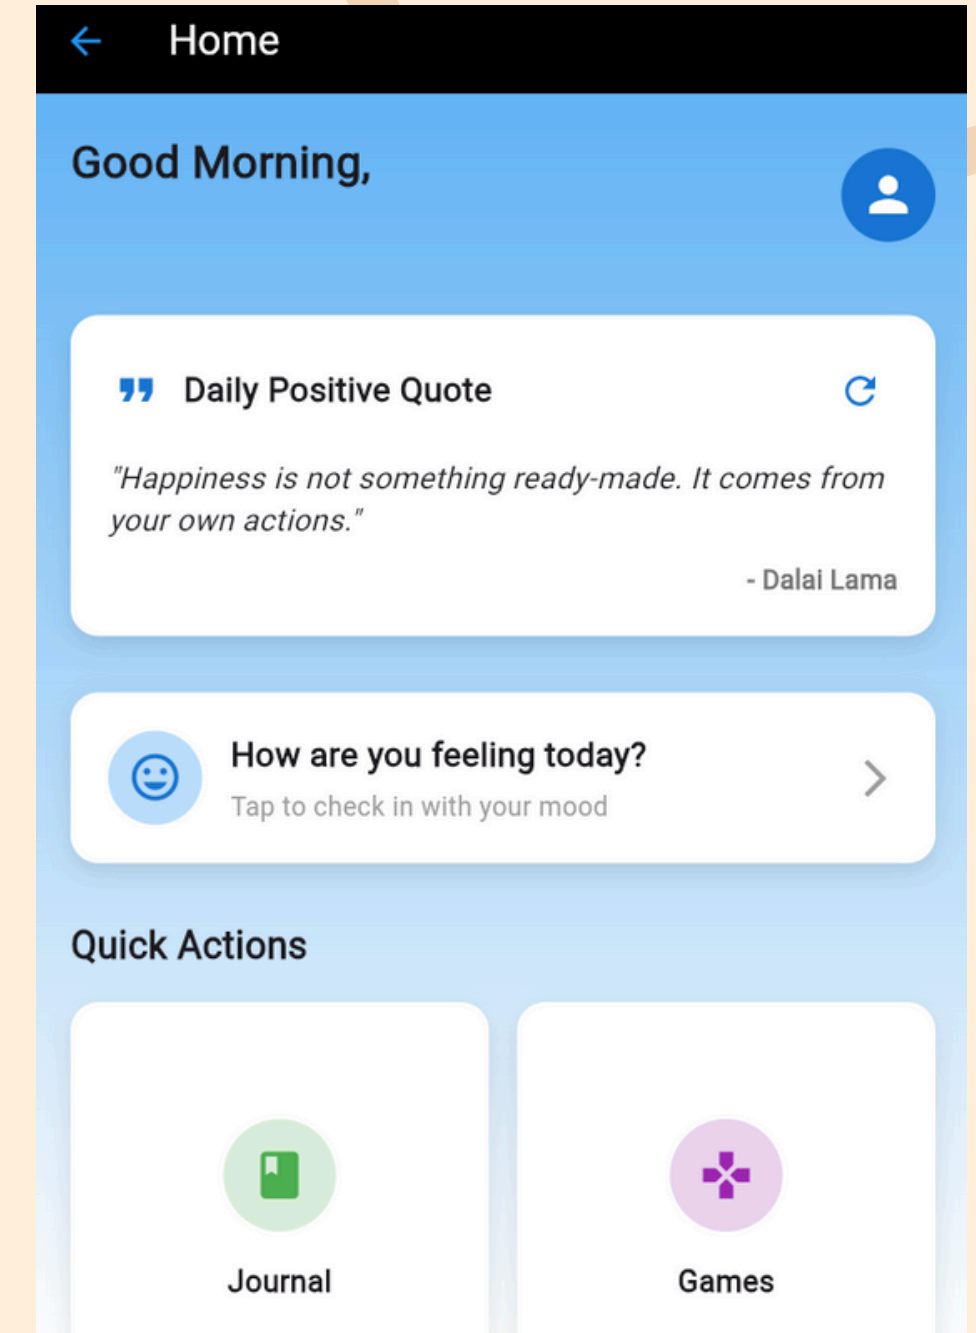 Home
Good Morning,
Daily Positive Quote
"Happiness is not something ready-made. It comes from
your own actions."
- Dalai Lama
How are you feeling today?
Tap to check in with your mood
Quick Actions
Journal
Games